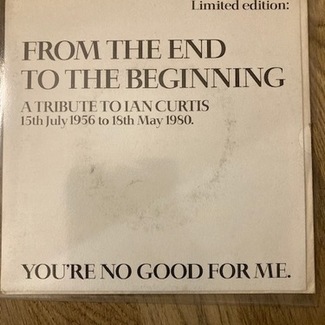 Limited edition:
FROM THE END
TO THE BEGINNING
A TRIBUTE TO IAN CURTIS
15th July 1956 to 18th May 1980.
YOU'RE NO GOOD FOR ME.